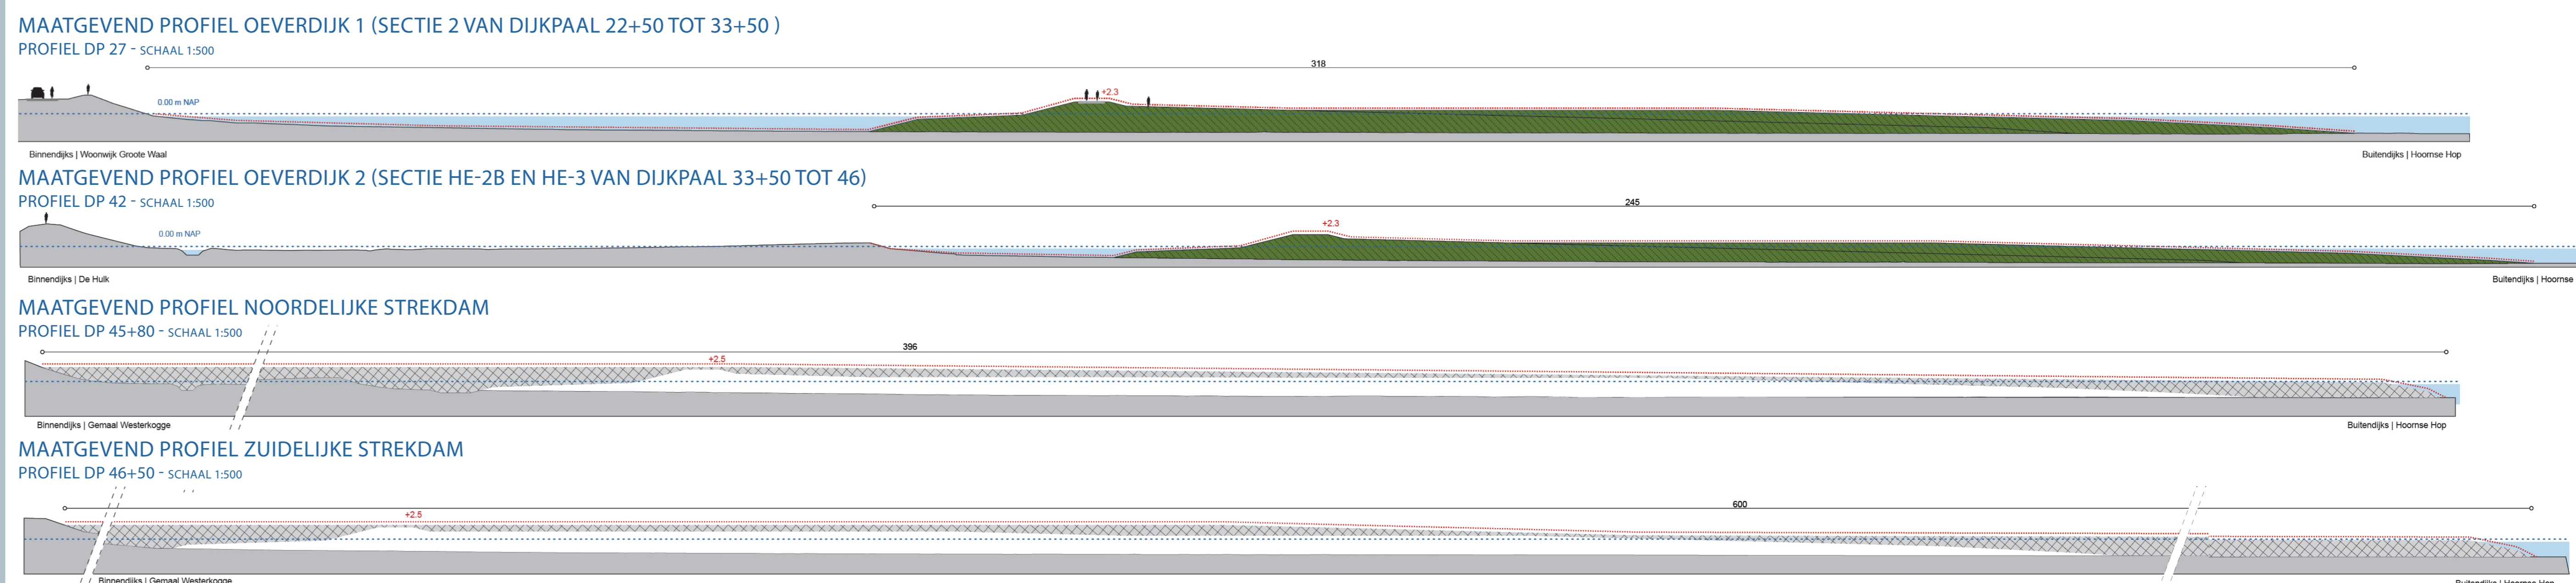 MAATGEVEND PROFIEL OEVERDIJK 1 (SECTIE 2 VAN DIJKPAAL 22+50 TOT 33+50 )
PROFIEL DP 27 - SCHAAL 1:500
318
+2.3
0.00 m NAP
Binnendijks | Woonwijk Groote Waal
Buitendijks | Hoornse Hop
MAATGEVEND PROFIEL OEVERDIJK 2 (SECTIE HE-2B EN HE-3 VAN DIJKPAAL 33+50 TOT 46)
PROFIEL DP 42 - SCHAAL 1:500
245
+2.3
0.00 m NAP
Binnendijks | De Hulk
Buitendijks | Hoornse
MAATGEVEND PROFIEL NOORDELIJKE STREKDAM
PROFIEL DP 45+80 - SCHAAL 1:500
396
+2.5
Binnendijks | Gemaal Westerkogge
Buitendijks | Hoornse Hop
MAATGEVEND PROFIEL ZUIDELIJKE STREKDAM
PROFIEL DP 46+50 - SCHAAL 1:500
600
+2.5
Binnendijks | Gemaal Westerkogge
Buitendijks | Hoornse Hop